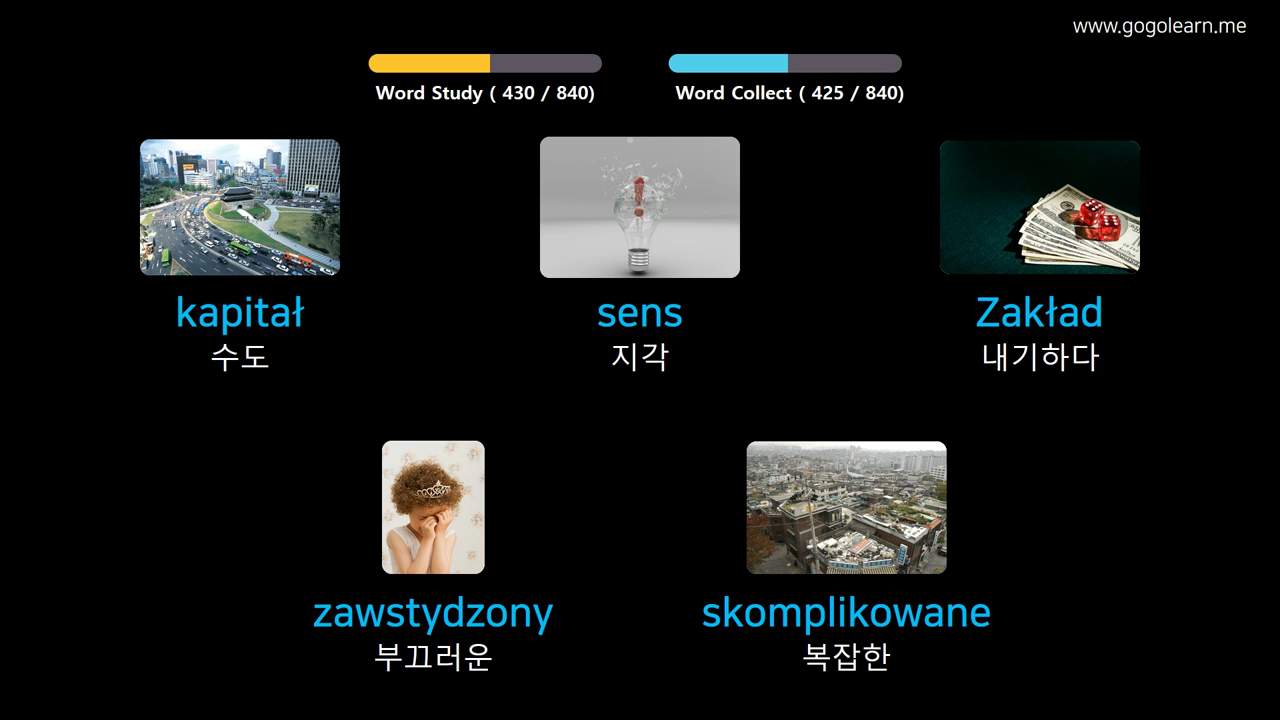 www.gogolearn.me
Word Study ( 430 / 840)
Word Collect ( 425 / 840)
kapitał
수도
sens
지각
Zakład
내기하다
zawstydzony
부끄러운
skomplikowane
복잡한